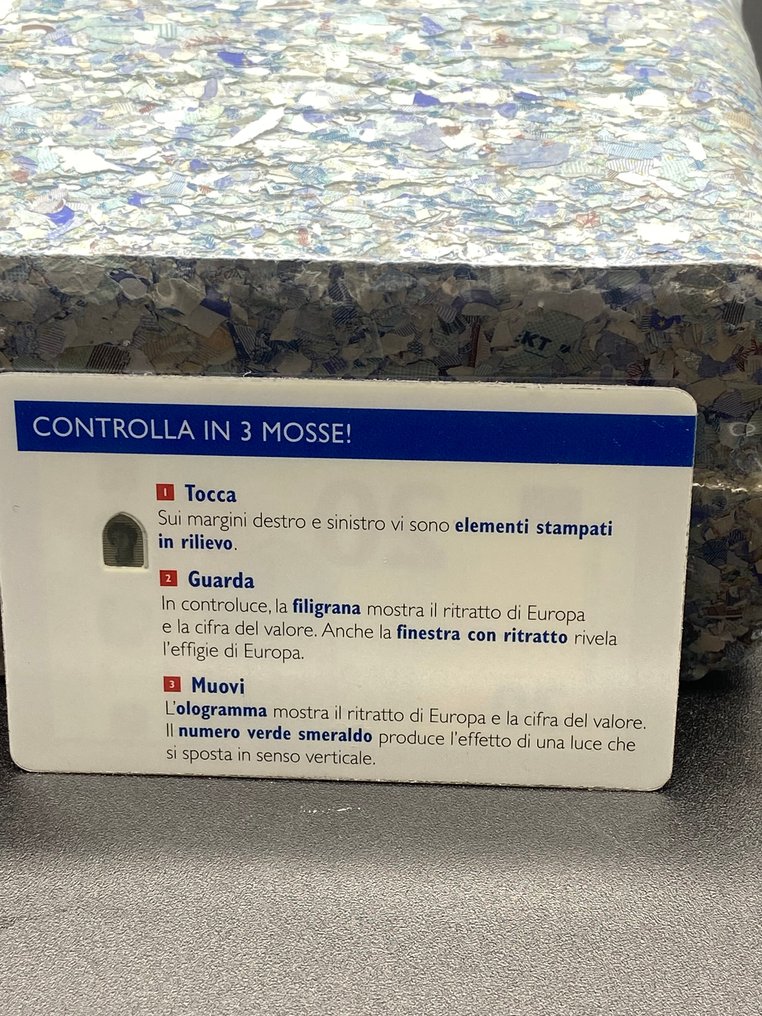 EKT
CONTROLLA IN 3 MOSSE!
1 Tocca
Sui margini destro e sinistro vi sono elementi stampati
in rilievo.
2 Guarda
In controluce, la filigrana mostra il ritratto di Europa
e la cifra del valore. Anche la finestra con ritratto rivela
l'effigie di Europa.
3 Muovi
L'ologramma mostra il ritratto di Europa e la cifra del valore.
Il numero verde smeraldo produce l'effetto di una luce che
si sposta in senso verticale.